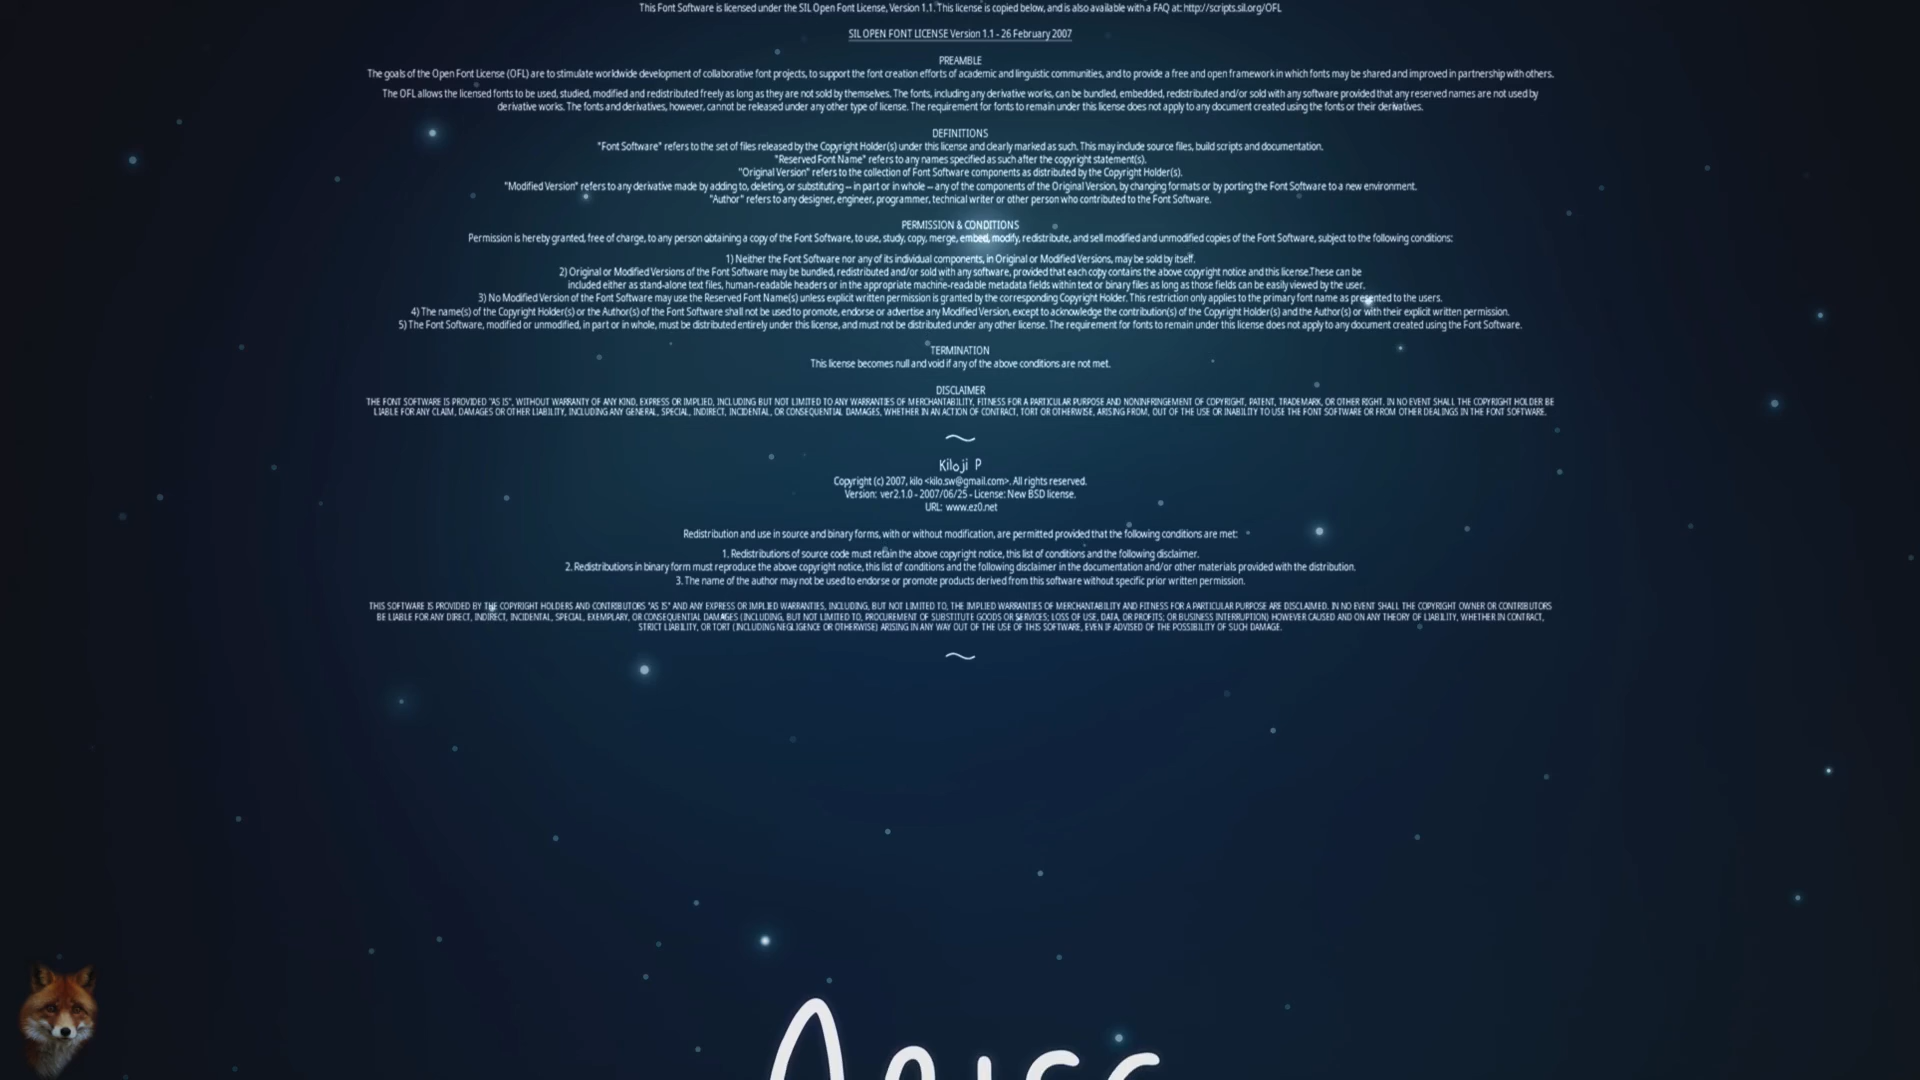 This Font Software is licensed under the SIL Open Font License, Version 1.1. This license is copied below, and is also available with a FAQ at: http://scripts.sil.org/OFL
SIL OPEN FONT LICENSE Version 1.1 - 26 February 2007
PREAMBLE
The goals of the Open Font License (OFL) are to stimulate worldwide development of collaborative font projects, to support the font creation efforts of academic and linguistic communities, and to provide a free and open framework in which fonts may be shared and improved in partnership with others.
The OFL allows the licensed fonts to be used, studied, modified and redistributed freely as long as they are not sold by themselves. The fonts, including any derivative works, can be bundled, embedded, redistributed and/or sold with any software provided that any reserved names are not used by
derivative works. The fonts and derivatives, however, cannot be released under any other type of license. The requirement for fonts to remain under this license does not apply to any document created using the fonts or their derivatives.
DEFINITIONS
"Font Software" refers to the set of files released by the Copyright Holder(s) under this license and clearly marked as such. This may include source files, build scripts and documentation.
"Reserved Font Name" refers to any names specified as such after the copyright statement(s).
"Original Version" refers to the collection of Font Software components as distributed by the Copyright Holder(s).
"Modified Version" refers to any derivative made by adding to, deleting, or substituting -- in part or in whole -- any of the components of the Original Version, by changing formats or by porting the Font Software to a new environment.
"Author" refers to any designer, engineer, programmer, technical writer or other person who contributed to the Font Software.
PERMISSION & CONDITIONS
Permission is hereby granted, free of charge, to any person obtaining a copy of the Font Software, to use, study, copy, merge, embed, modify, redistribute, and sell modified and unmodified copies of the Font Software, subject to the following conditions:
1) Neither the Font Software nor any of its individual components, in Original or Modified Versions, may be sold by itself.
2) Original or Modified Versions of the Font Software may be bundled, redistributed and/or sold with any software, provided that each copy contains the above copyright notice and this license.These can be
included either as stand-alone text files, human-readable headers or in the appropriate machine-readable metadata fields within text or binary files as long as those fields can be easily viewed by the user.
3) No Modified Version of the Font Software may use the Reserved Font Name(s) unless explicit written permission is granted by the corresponding Copyright Holder. This restriction only applies to the primary font name as presented to the users.
4) The name(s) of the Copyright Holder(s) or the Author(s) of the Font Software shall not be used to promote, endorse or advertise any Modified Version, except to acknowledge the contribution(s) of the Copyright Holder(s) and the Author(s) or with their explicit written permission.
5) The Font Software, modified or unmodified, in part or in whole, must be distributed entirely under this license, and must not be distributed under any other license. The requirement for fonts to remain under this license does not apply to any document created using the Font Software.
TERMINATION
This license becomes null and void if any of the above conditions are not met.
DISCLAIMER
THE FONT SOFTWARE IS PROVIDED "AS IS", WITHOUT WARRANTY OF ANY KIND, EXPRESS OR IMPLIED, INCLUDING BUT NOT LIMITED TO ANY WARRANTIES OF MERCHANTABILITY, FITNESS FOR A PARTICULAR PURPOSE AND NONINFRINGEMENT OF COPYRIGHT, PATENT, TRADEMARK, OR OTHER RIGHT. IN NO EVENT SHALL THE COPYRIGHT HOLDER BE
LIABLE FOR ANY CLAIM, DAMAGES OR OTHER LIABILITY, INCLUDING ANY GENERAL, SPECIAL, INDIRECT, INCIDENTAL, OR CONSEQUENTIAL DAMAGES, WHETHER IN AN ACTION OF CONTRACT, TORT OR OTHERWISE, ARISING FROM, OUT OF THE USE OR INABILITY TO USE THE FONT SOFTWARE OR FROM OTHER DEALINGS IN THE FONT SOFTWARE.
~
Kiloji P
Copyright (c) 2007, kilo <kilo.sw@gmail.com>. All rights reserved.
Version: ver2.1.0 - 2007/06/25 - License: New BSD license.
URL: www.ez0.net
Redistribution and use in source and binary forms, with or without modification, are permitted provided that the following conditions are met:
1. Redistributions of source code must retain the above copyright notice, this list of conditions and the following disclaimer.
2. Redistributions in binary form must reproduce the above copyright notice, this list of conditions and the following disclaimer in the documentation and/or other materials provided with the distribution.
3. The name of the author may not be used to endorse or promote products derived from this software without specific prior written permission.
THIS SOFTWARE IS PROVIDED BY THE COPYRIGHT HOLDERS AND CONTRIBUTORS "AS IS" AND ANY EXPRESS OR IMPLIED WARRANTIES, INCLUDING, BUT NOT LIMITED TO, THE IMPLIED WARRANTIES OF MERCHANTABILITY AND FITNESS FOR A PARTICULAR PURPOSE ARE DISCLAIMED. IN NO EVENT SHALL THE COPYRIGHT OWNER OR CONTRIBUTORS
BE LIABLE FOR ANY DIRECT, INDIRECT, INCIDENTAL, SPECIAL, EXEMPLARY, OR CONSEQUENTIAL DAMAGES (INCLUDING, BUT NOT LIMITED TO, PROCUREMENT OF SUBSTITUTE GOODS OR SERVICES; LOSS OF USE, DATA, OR PROFITS; OR BUSINESS INTERRUPTION) HOWEVER CAUSED AND ON ANY THEORY OF LIABILITY, WHETHER IN CONTRACT,
STRICT LIABILITY, OR TORT (INCLUDING NEGLIGENCE OR OTHERWISE) ARISING IN ANY WAY OUT OF THE USE OF THIS SOFTWARE, EVEN IF ADVISED OF THE POSSIBILITY OF SUCH DAMAGE.
~